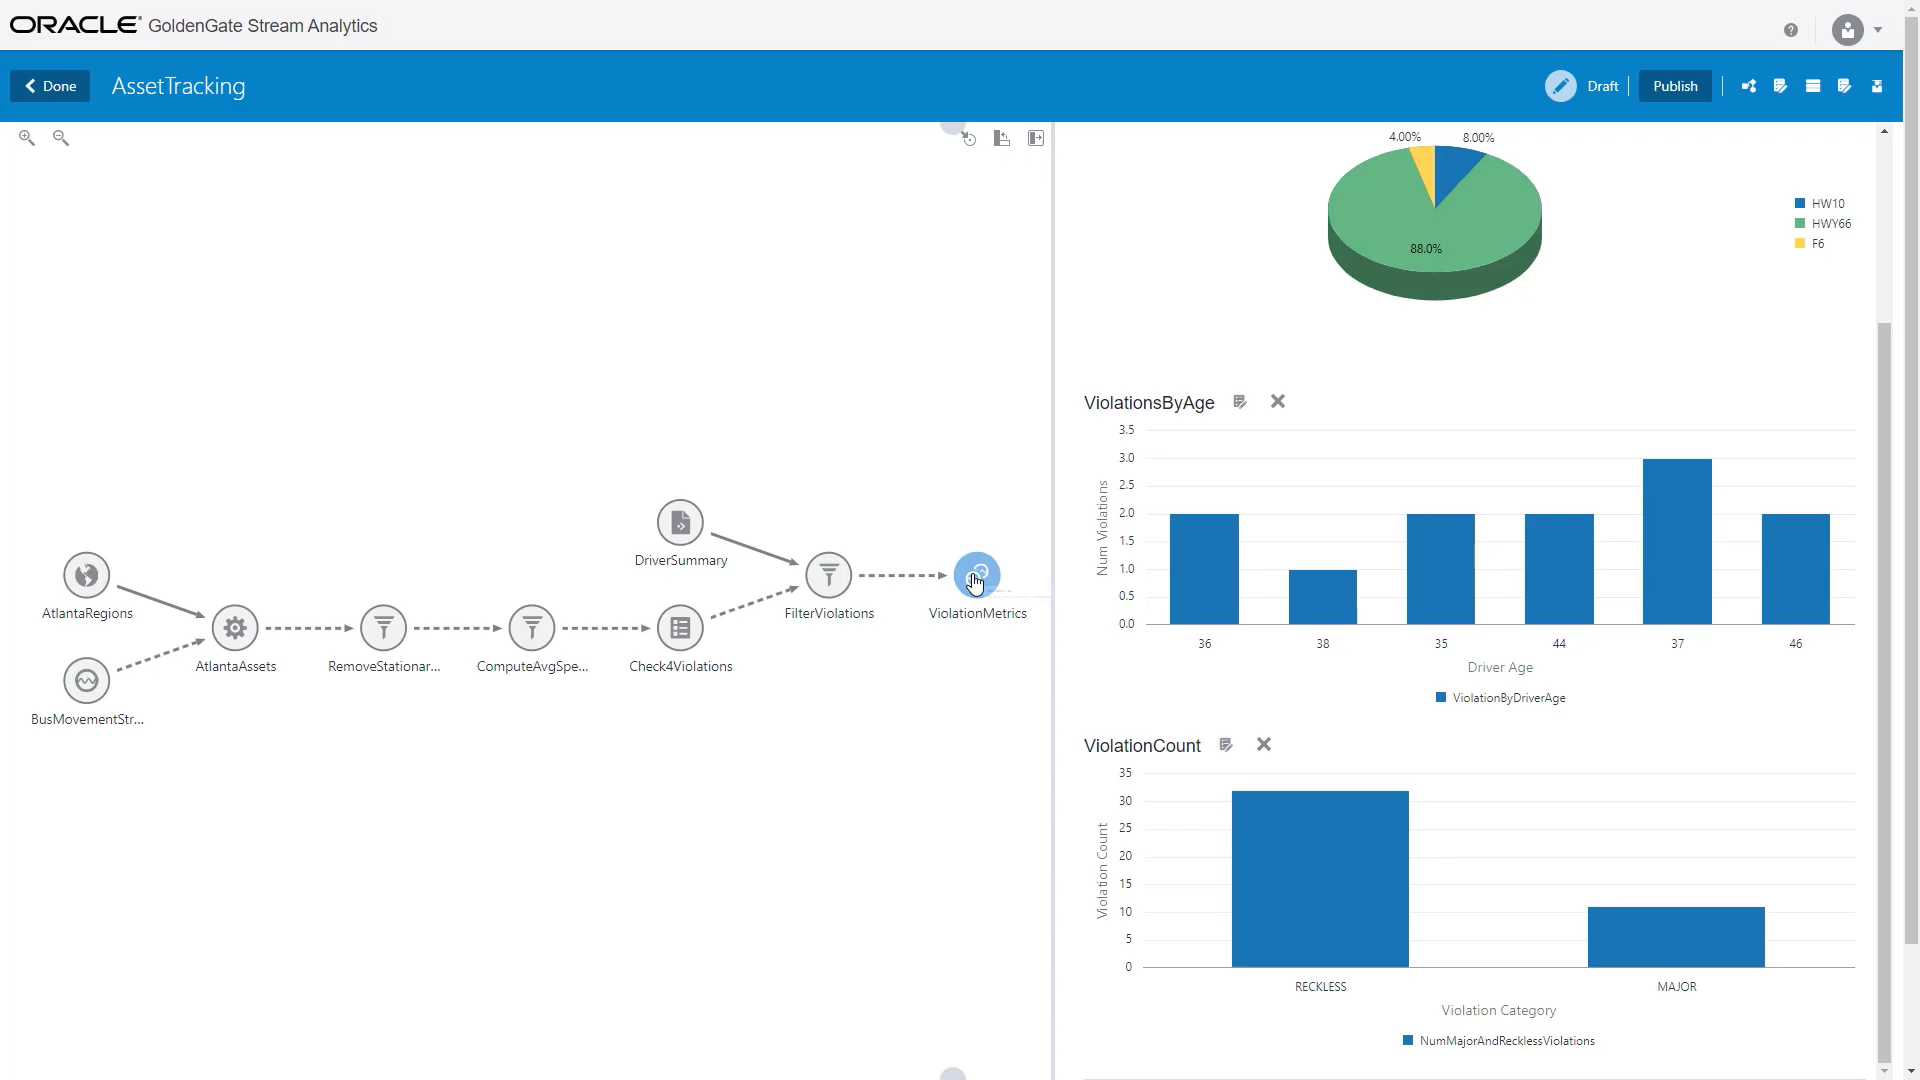 ORACLE GoldenGate Stream Analytics
Done
AssetTracking
Draft
Publish
4.00%
8.00%
88.0%
HW10
HWY66
F6
ViolationsByAge
3.5
3.0
2.5
2.0
1.5
1.0
0.5
0.0
Num Violations
36
38
35
44
37
46
Driver Age
ViolationByDriverAge
DriverSummary
AtlantaRegions
FilterViolations
ViolationMetrics
AtlantaAssets
RemoveStationar...
ComputeAvgSpe...
Check4Violations
BusMovementStr...
ViolationCount
35
30
25
20
15
10
5
0
Violation Count
RECKLESS
MAJOR
Violation Category
NumMajorAndRecklessViolations